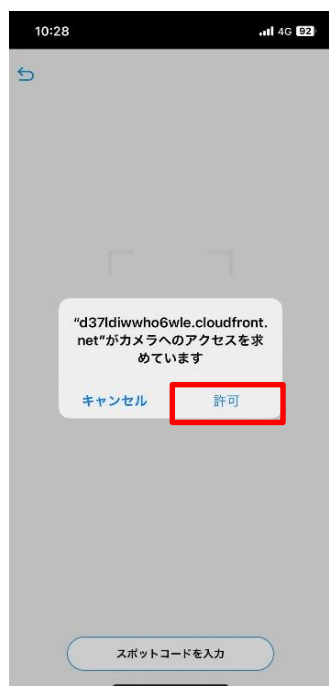 10:28 4G 92
"d37ldiwwho6wle.cloudfront.
net"がカメラへのアクセスを求
めています
キャンセル 許可
スポットコードを入力